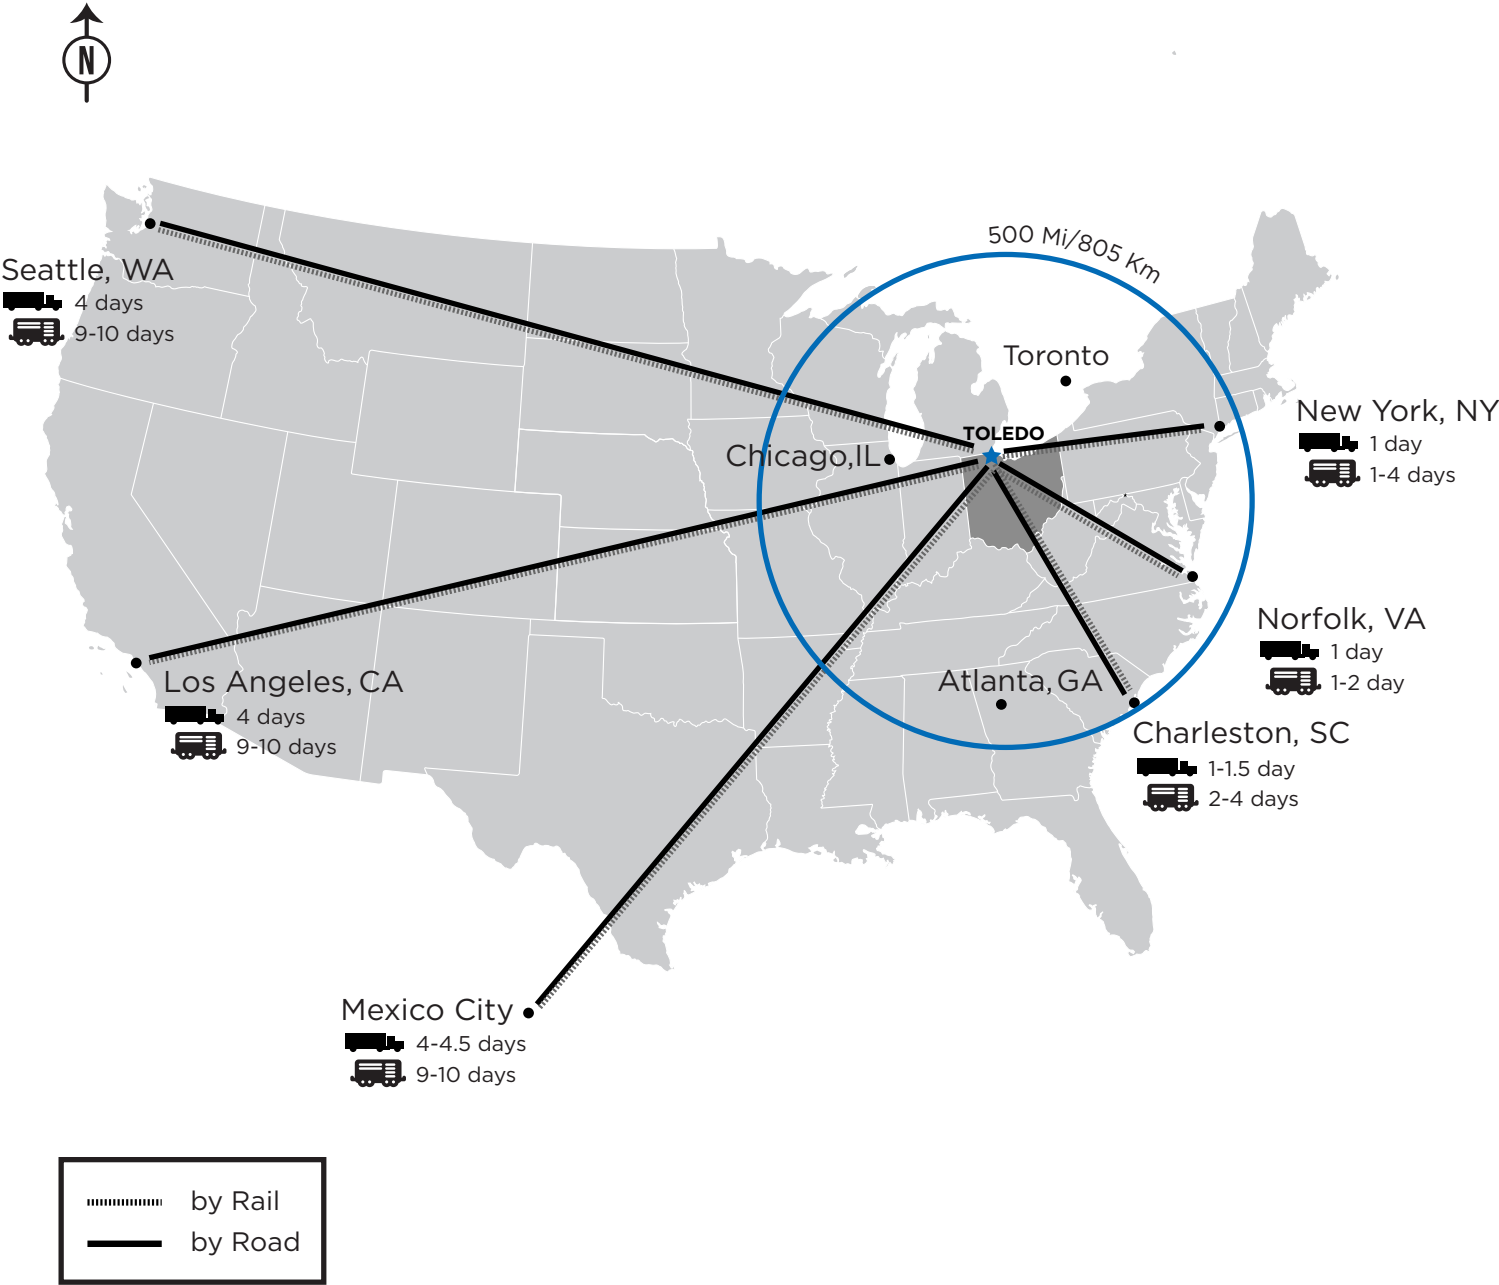 N
500 Mi/805 Km
Seattle, WA
4 days
9-10 days
Toronto
New York, NY
1 day
1-4 days
TOLEDO
Chicago, IL
Norfolk, VA
1 day
1-2 day
Los Angeles, CA
4 days
9-10 days
Atlanta, GA
Charleston, SC
1-1.5 day
2-4 days
Mexico City
4-4.5 days
9-10 days
by Rail
by Road